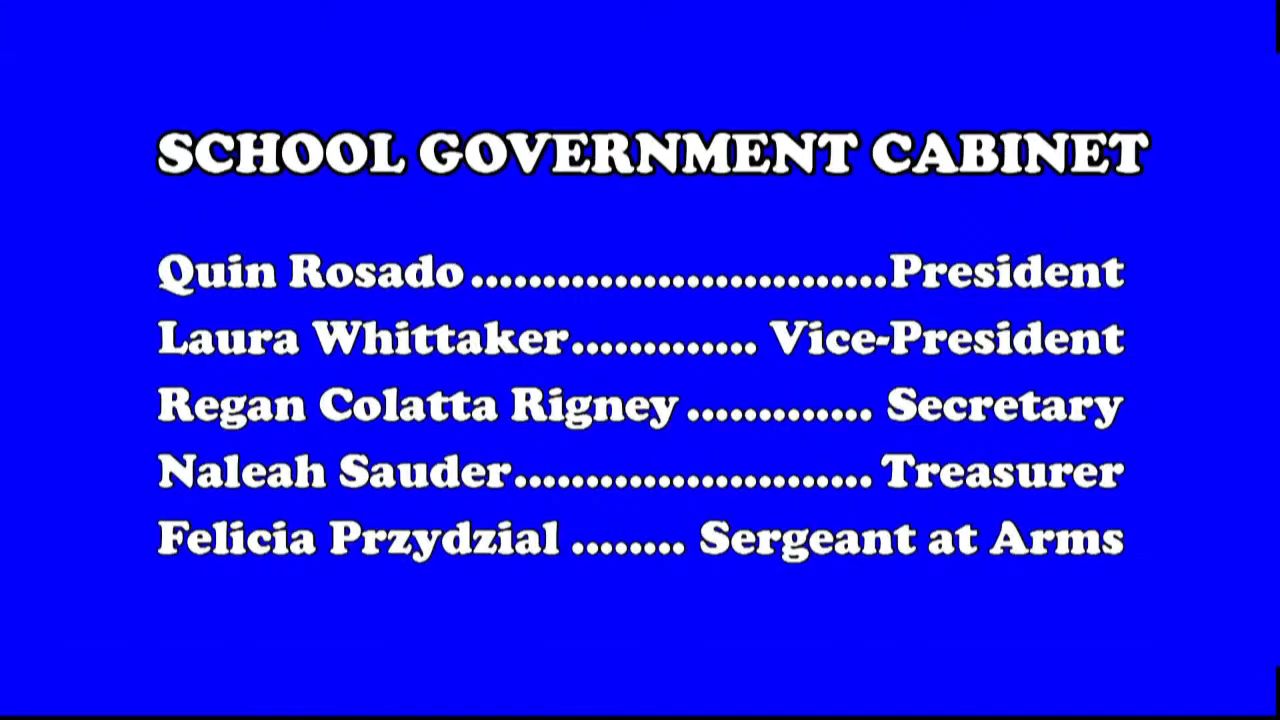 SCHOOL GOVERNMENT CABINET
Quin Rosado.............................President
Laura Whittaker............. Vice-President
Regan Colatta Rigney............. Secretary
Naleah Sauder......................... Treasurer
Felicia Przydzial ........ Sergeant at Arms